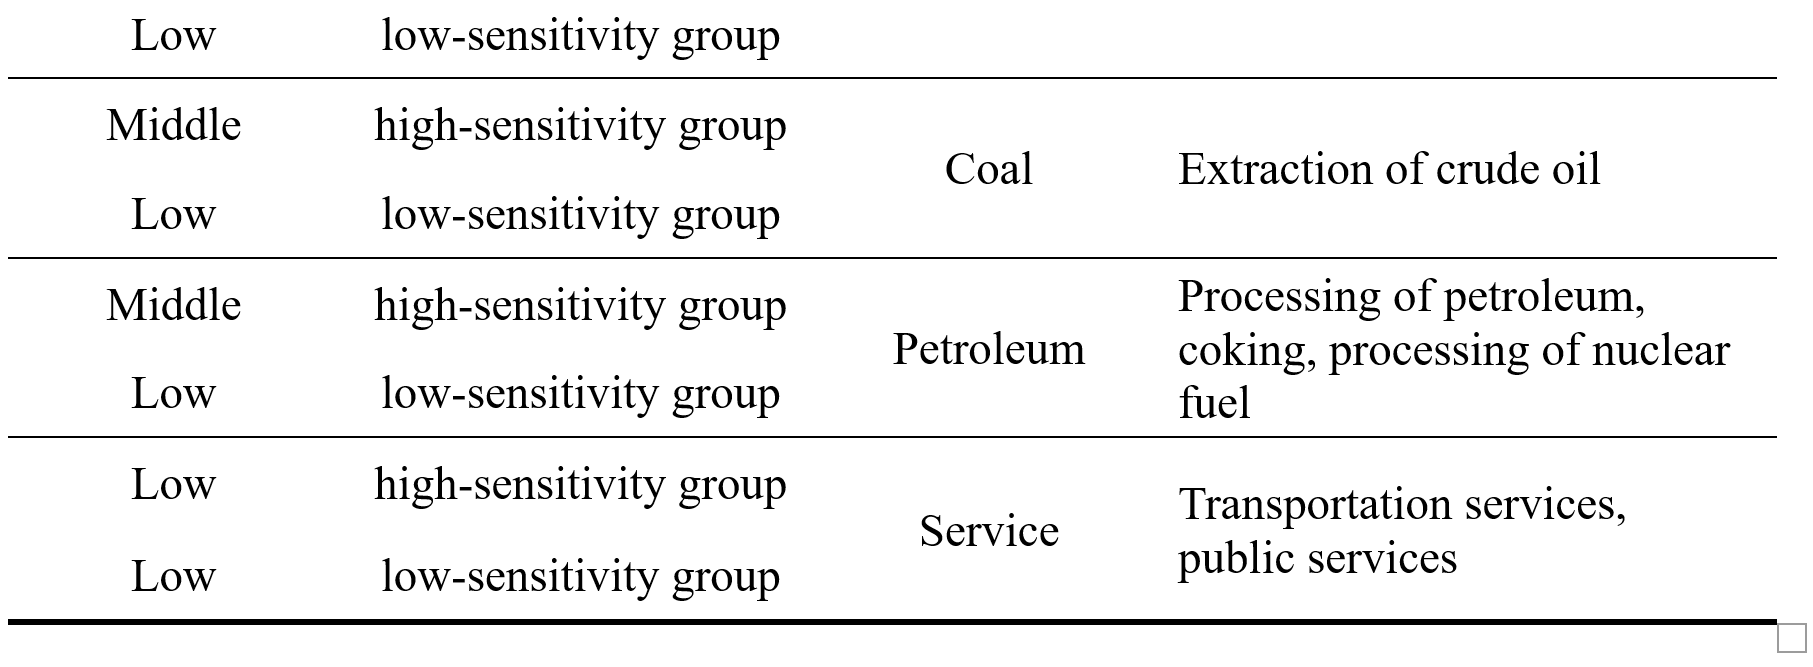 Low low-sensitivity group
Middle high-sensitivity group
Coal Extraction of crude oil
Low low-sensitivity group
Middle high-sensitivity group
Petroleum
Processing of petroleum,
coking, processing of nuclear
fuel
Low low-sensitivity group
Low high-sensitivity group
Service
Transportation services,
public services
Low low-sensitivity group